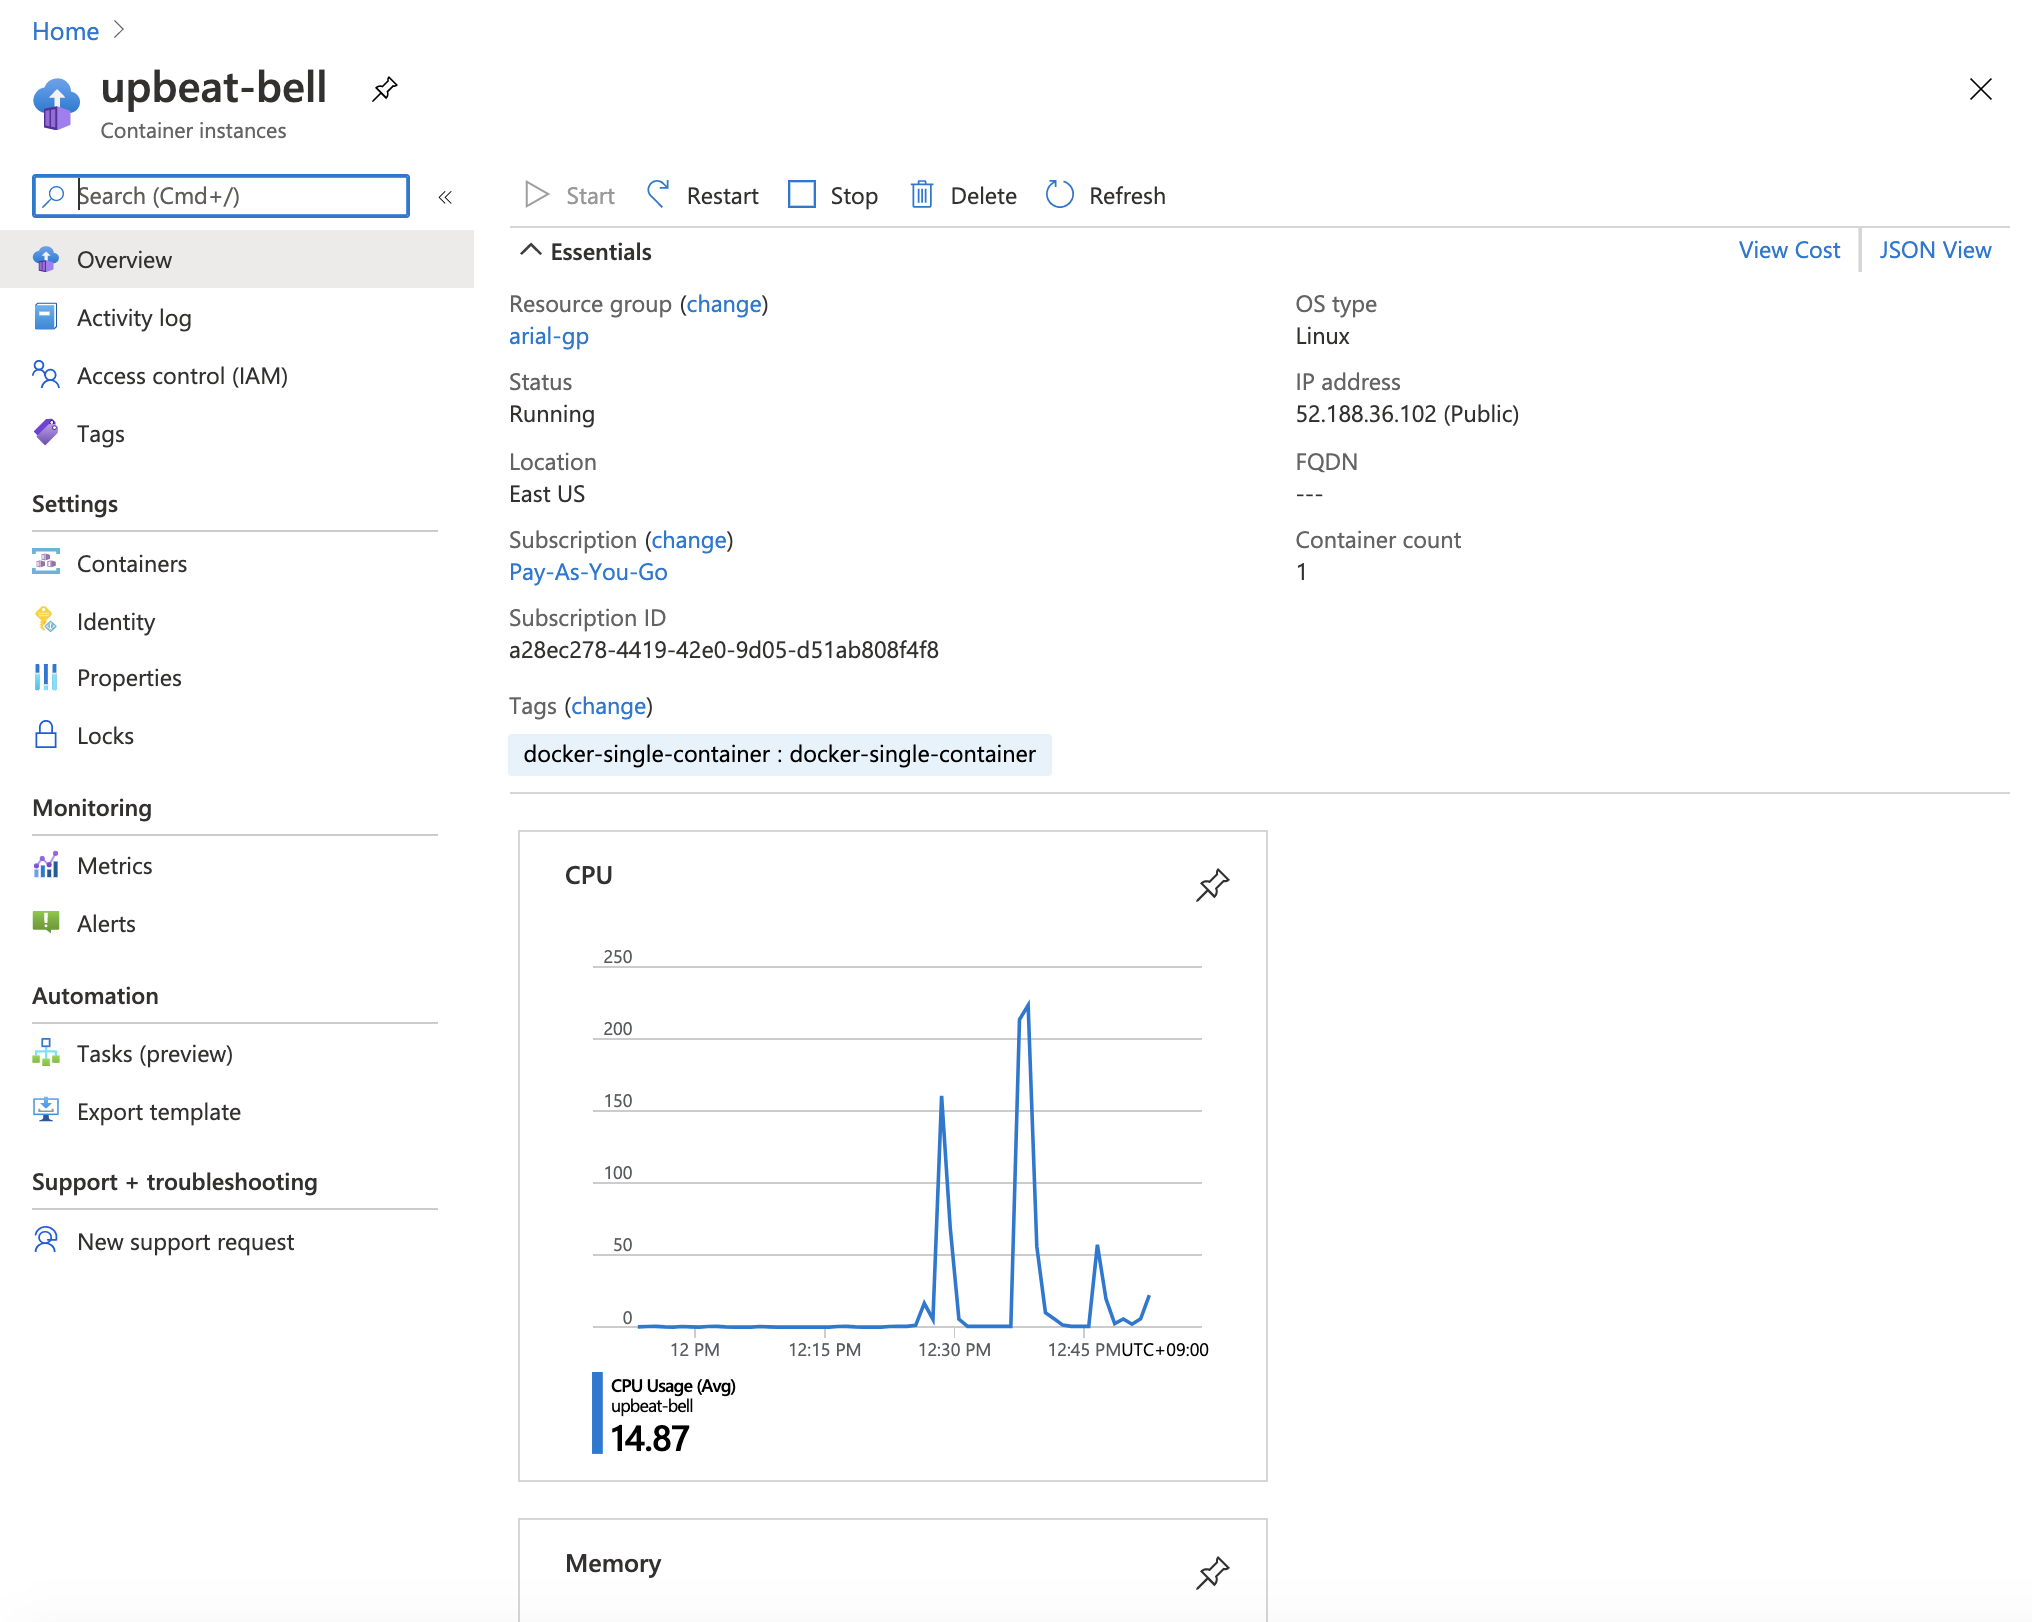 Home
upbeat-bell
Container instances
Search (Cmd+/)
«
Overview
Activity log
Access control (IAM)
Tags
Settings
Containers
Identity
Properties
Locks
Monitoring
Metrics
Alerts
Automation
Tasks (preview)
Export template
Support + troubleshooting
New support request
Start Restart Stop Delete Refresh
Essentials
View Cost JSON View
Resource group (change)
arial-gp
Status
Running
Location
East US
Subscription (change)
Pay-As-You-Go
Subscription ID
a28ec278-4419-42e0-9d05-d51ab808f4f8
OS type
Linux
IP address
52.188.36.102 (Public)
FQDN
---
Container count
1
Tags (change)
docker-single-container : docker-single-container
CPU
250
200
150
100
50
0
12 PM 12:15 PM 12:30 PM 12:45 PM UTC+09:00
CPU Usage (Avg)
upbeat-bell
14.87
Memory